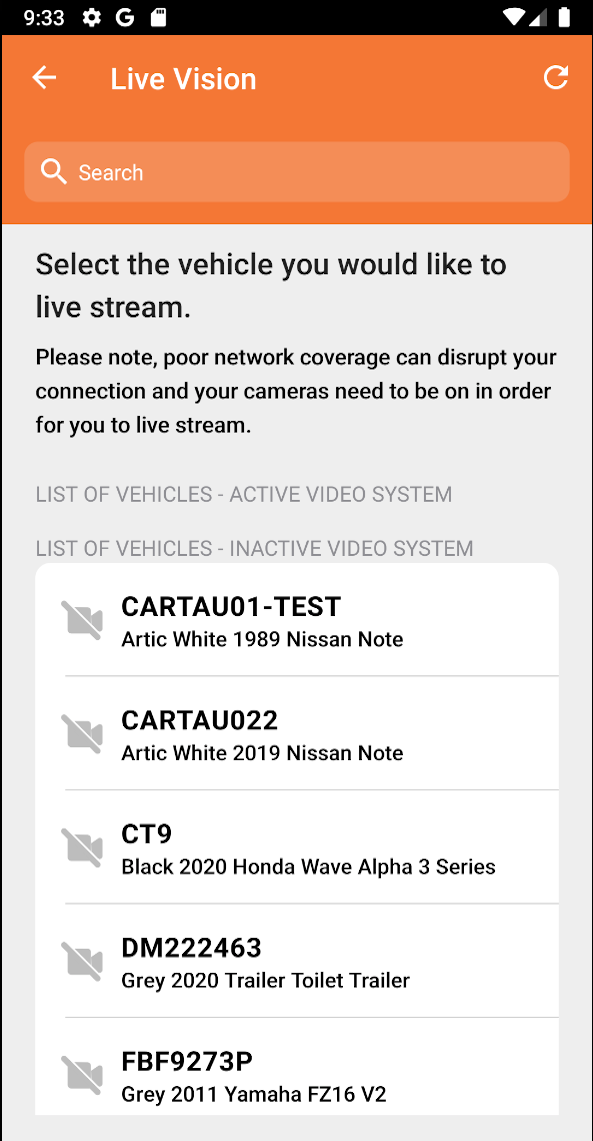 9:33
Live Vision
Search
Select the vehicle you would like to
live stream.
Please note, poor network coverage can disrupt your
connection and your cameras need to be on in order
for you to live stream.
LIST OF VEHICLES - ACTIVE VIDEO SYSTEM
LIST OF VEHICLES - INACTIVE VIDEO SYSTEM
CARTAU01-TEST
Artic White 1989 Nissan Note
CARTAU022
Artic White 2019 Nissan Note
CT9
Black 2020 Honda Wave Alpha 3 Series
DM222463
Grey 2020 Trailer Toilet Trailer
FBF9273P
Grey 2011 Yamaha FZ16 V2